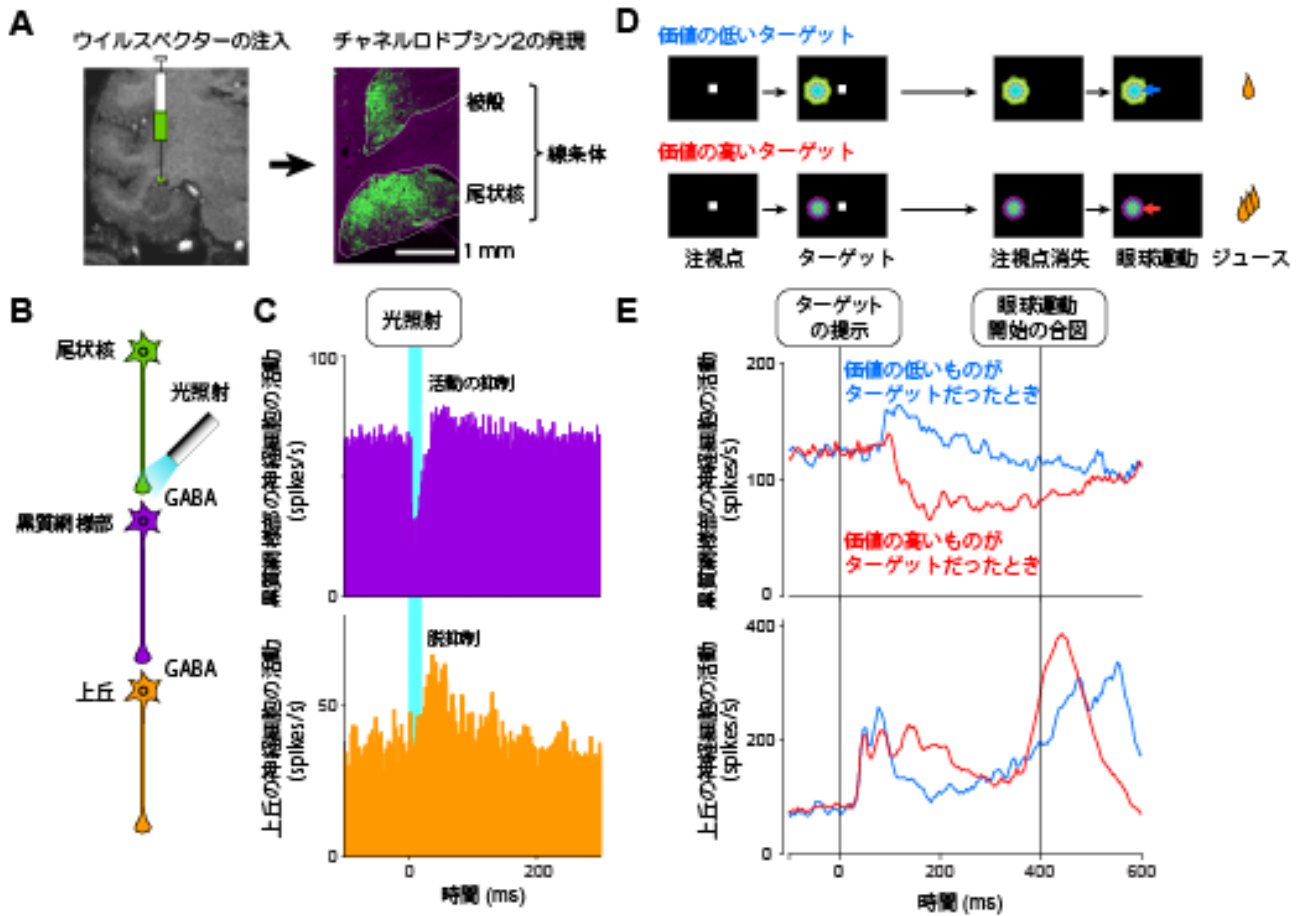 A
ウイルスベクターの注入
チャネルロドプシン2の発現
被殻
線条体
尾状核
1 mm
B
尾状核
光照射
GABA
黒質網様部
GABA
上丘
C
光照射
黒質網様部の神経細胞の活動
(spikes/s)
100
0
活動の抑制
上丘の神経細胞の活動
(spikes/s)
50
0
脱抑制
0
200
時間 (ms)
D
価値の低いターゲット
価値の高いターゲット
注視点
ターゲット
注視点消失
眼球運動
ジュース
E
ターゲット
の提示
眼球運動
開始の合図
黒質網様部の神経細胞の活動
(spikes/s)
200
100
0
価値の低いものが
ターゲットだったとき
価値の高いものが
ターゲットだったとき
上丘の神経細胞の活動
(spikes/s)
400
200
0
0
200
400
600
時間 (ms)